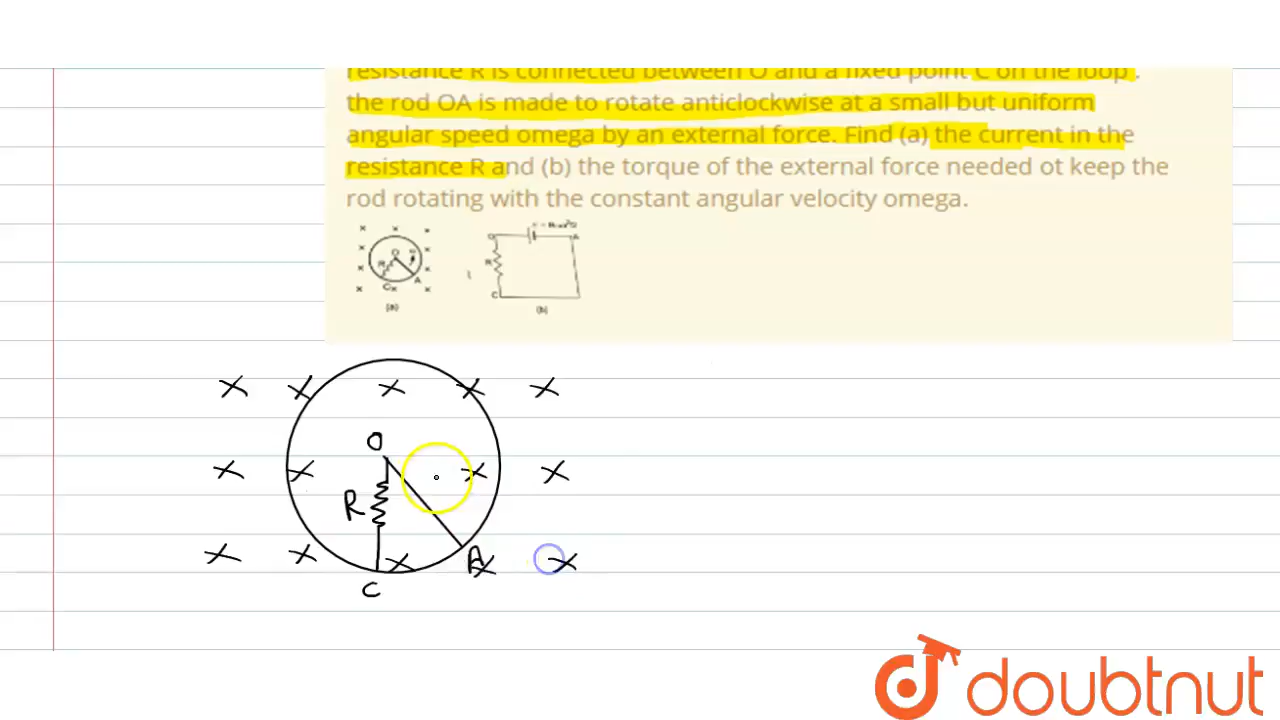 resistance R is connected between O and a fixed point C on the loop .
the rod OA is made to rotate anticlockwise at a small but uniform
angular speed omega by an external force. Find (a) the current in the
resistance R and (b) the torque of the external force needed ot keep the
rod rotating with the constant angular velocity omega.
O
R
C
A
(a)
R
C
A
(b)
O
R
A
C
doubtnut